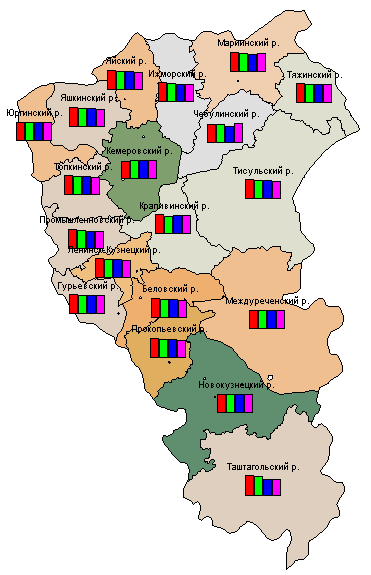 Мариинский р.
Яйский р.
Ижморский р.
Тяжинский р.
Яшкинский р.
Юргинский р.
Чебулинский р.
Кемеровский р.
Топкинский р.
Тисульский р.
Крапивинский р.
Промышленновский р.
Ленинск-Кузнецкий р.
Гурьевский р.
Беловский р.
Междуреченский р.
Прокопьевский р.
Новокузнецкий р.
Таштагольский р.